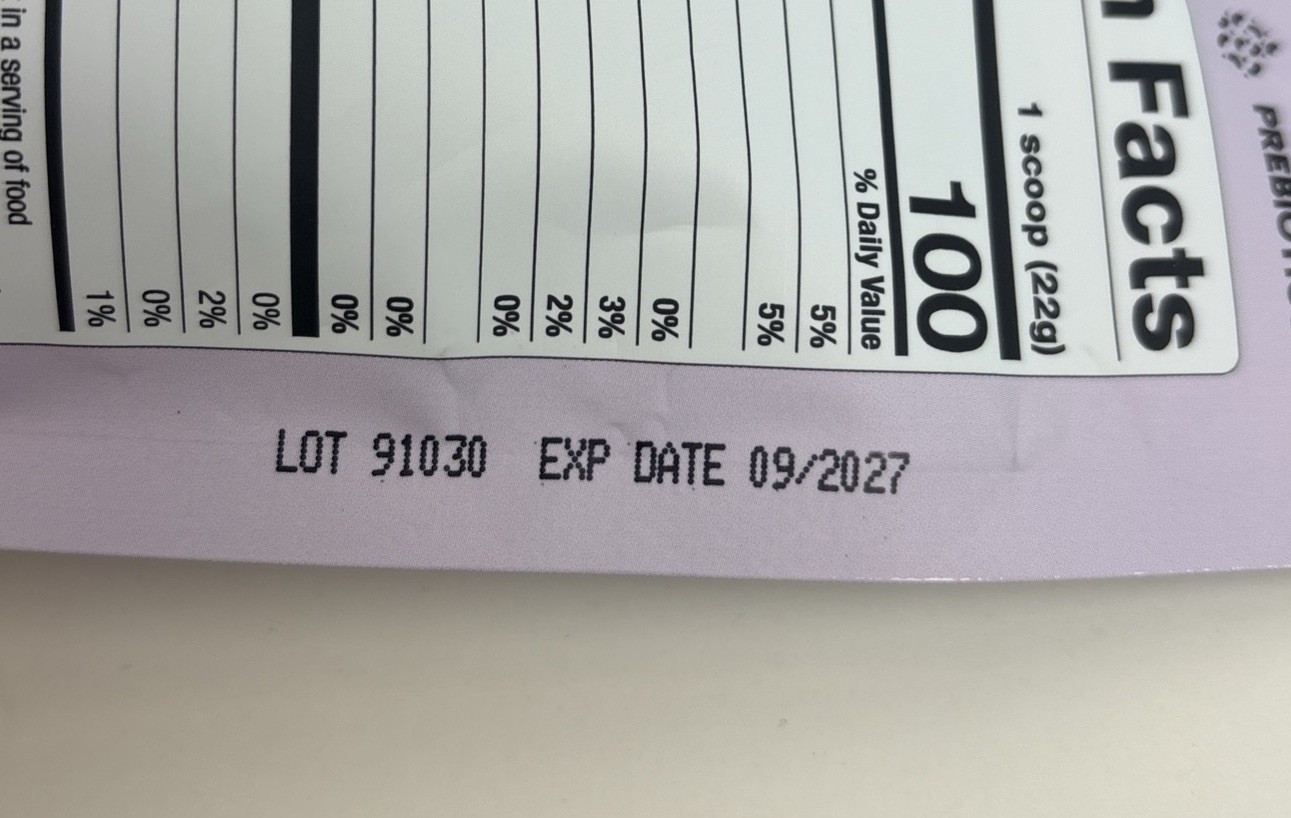 Facts
1 scoop (22g)
100
% Daily Value
5%
5%
0%
3%
2%
0%
0%
0%
0%
2%
0%
1%
in a serving of food
LOT 91030 EXP DATE 09/2027